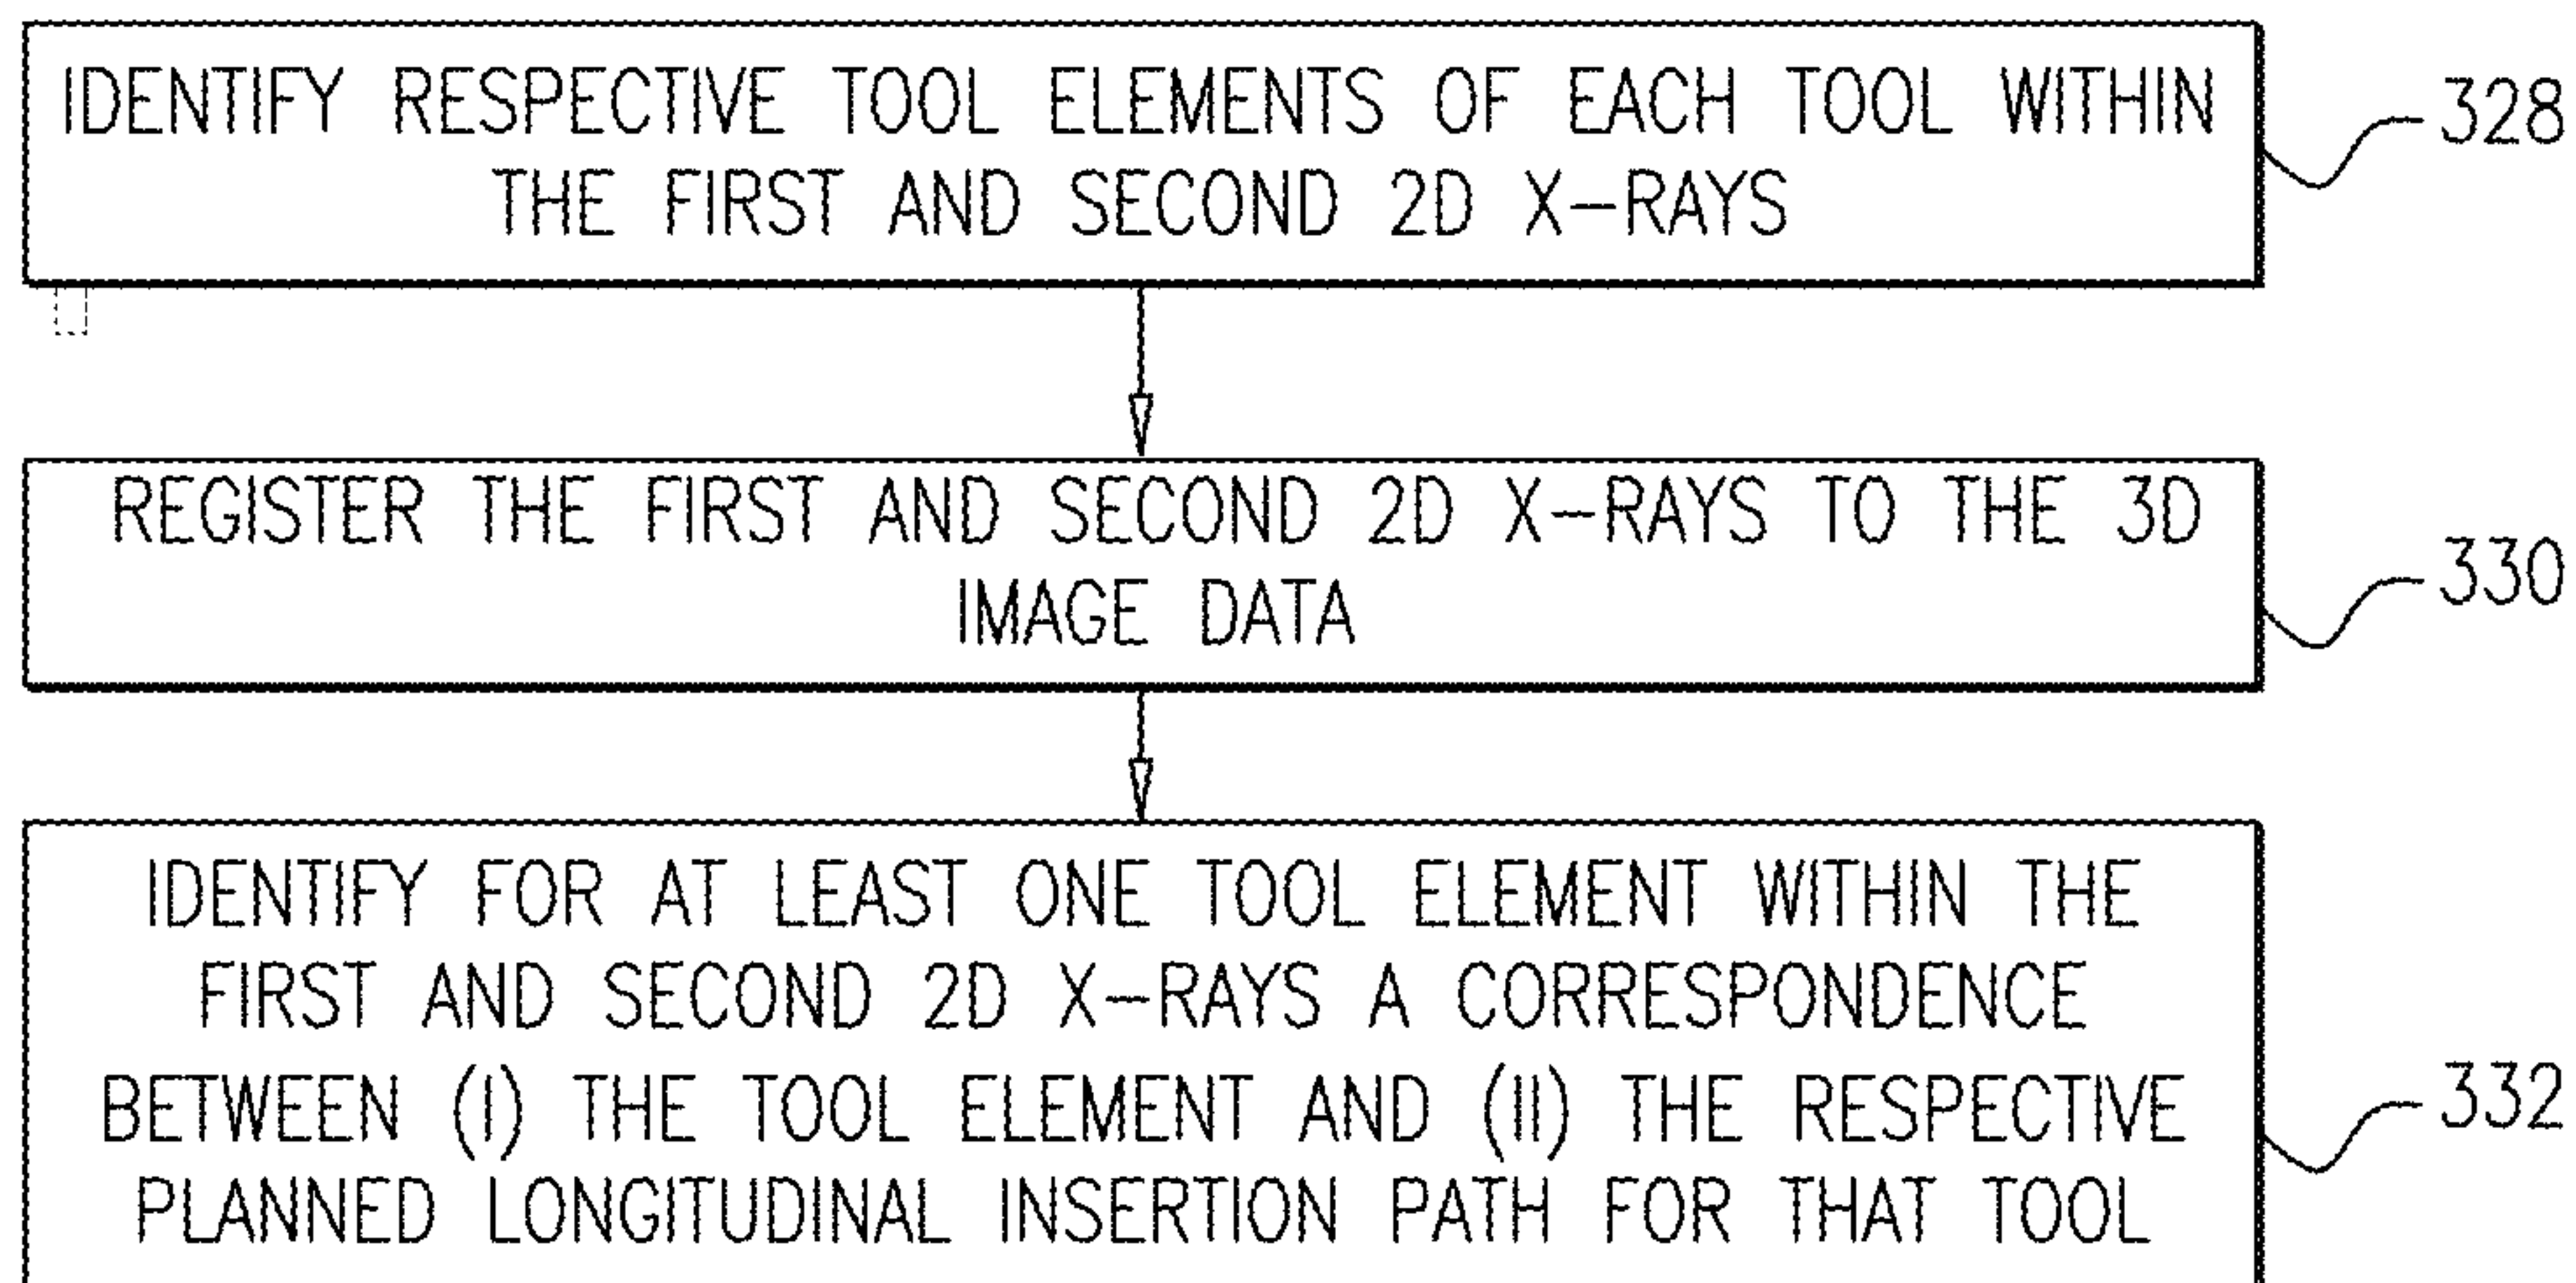 IDENTIFY RESPECTIVE TOOL ELEMENTS OF EACH TOOL WITHIN
THE FIRST AND SECOND 2D X-RAYS
328
REGISTER THE FIRST AND SECOND 2D X-RAYS TO THE 3D
IMAGE DATA
330
IDENTIFY FOR AT LEAST ONE TOOL ELEMENT WITHIN THE
FIRST AND SECOND 2D X-RAYS A CORRESPONDENCE
BETWEEN (I) THE TOOL ELEMENT AND (II) THE RESPECTIVE
PLANNED LONGITUDINAL INSERTION PATH FOR THAT TOOL
332